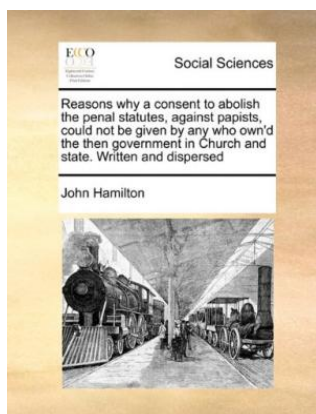 ECCO
Social Sciences
Reasons why a consent to abolish
the penal statutes, against papists,
could not be given by any who own'd
the then government in Church and
state. Written and dispersed
John Hamilton